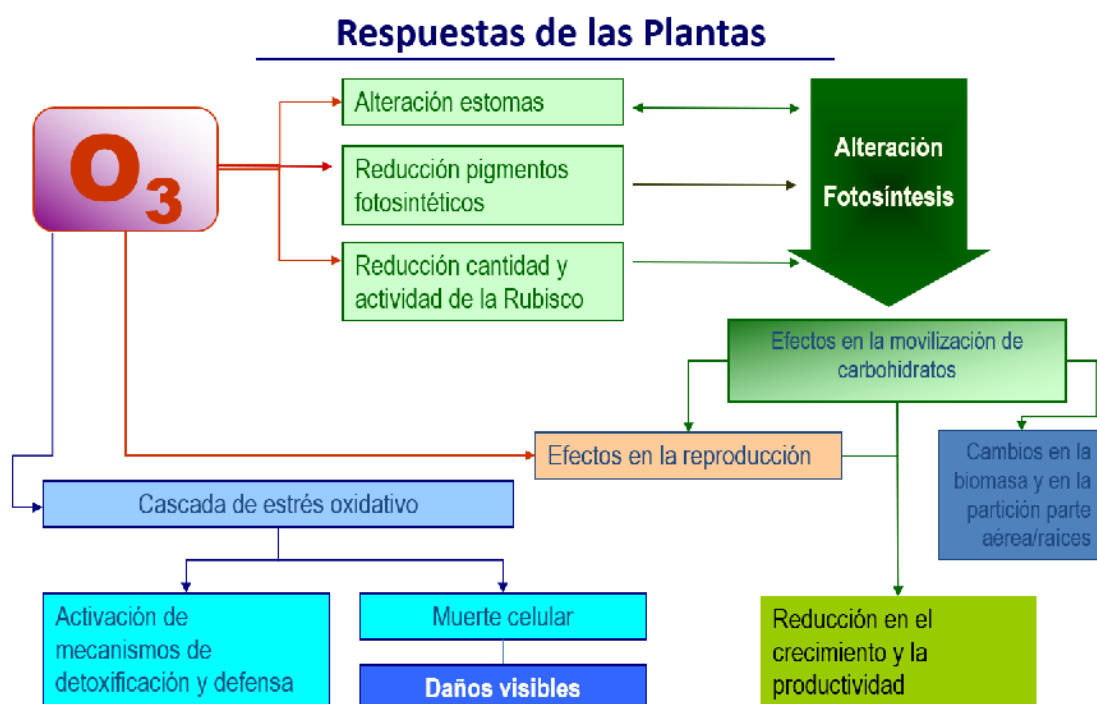 Respuestas de las Plantas
O3
Alteración estomas
Reducción pigmentos
fotosintéticos
Reducción cantidad y
actividad de la Rubisco
Alteración
Fotosíntesis
Efectos en la movilización de
carbohidratos
Efectos en la reproducción
Cambios en la
biomasa y en la
partición parte
aérea/raices
Cascada de estrés oxidativo
Activación de
mecanismos de
detoxificación y defensa
Muerte celular
Daños visibles
Reducción en el
crecimiento y la
productividad